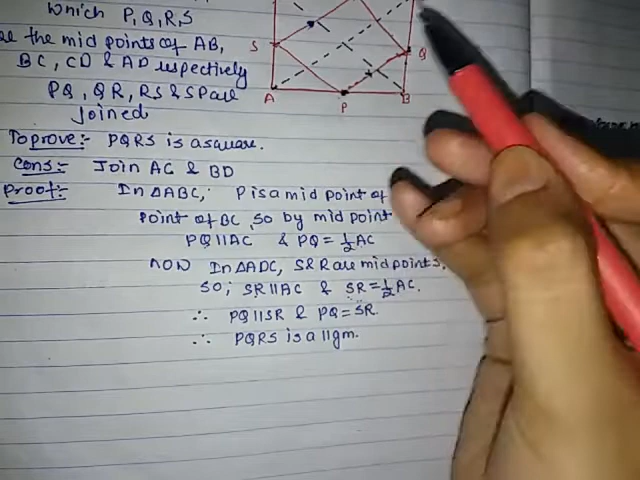 which P, Q, R, S
the mid points of AB,
BC, CD & AD respectively
PQ, QR, RS & SP are
joined
S
Q
A
P
B
To prove:- PQRS is a square.
Cons:- Join AC & BD
Proof:- In ΔABC, P is a mid point of
point of BC, so by mid point
PQ||AC & PQ=½AC
Now In ΔADC, S&R are mid points,
So; SR||AC & SR=½AC.
∴ PQ||SR & PQ=SR.
∴ PQRS is a llgm.